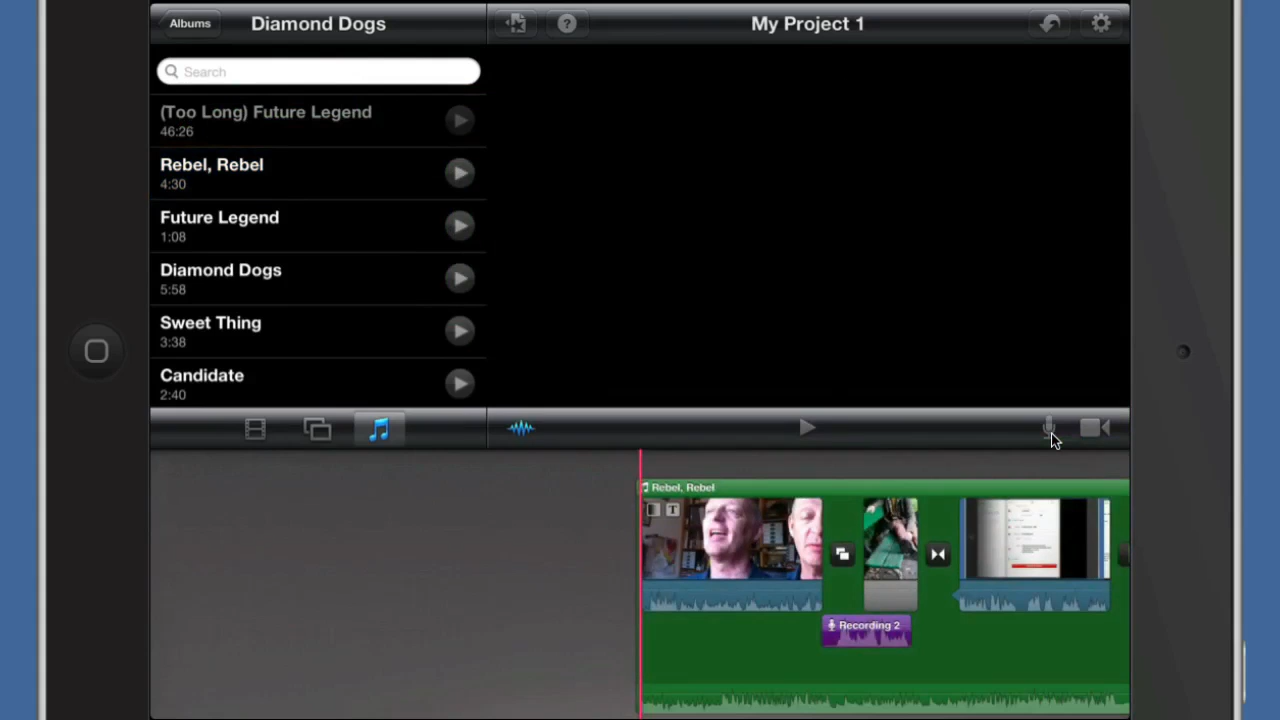 Albums
Diamond Dogs
My Project 1
Search
(Too Long) Future Legend
46:26
Rebel, Rebel
4:30
Future Legend
1:08
Diamond Dogs
5:58
Sweet Thing
3:38
Candidate
2:40
Rebel, Rebel
T
Recording 2